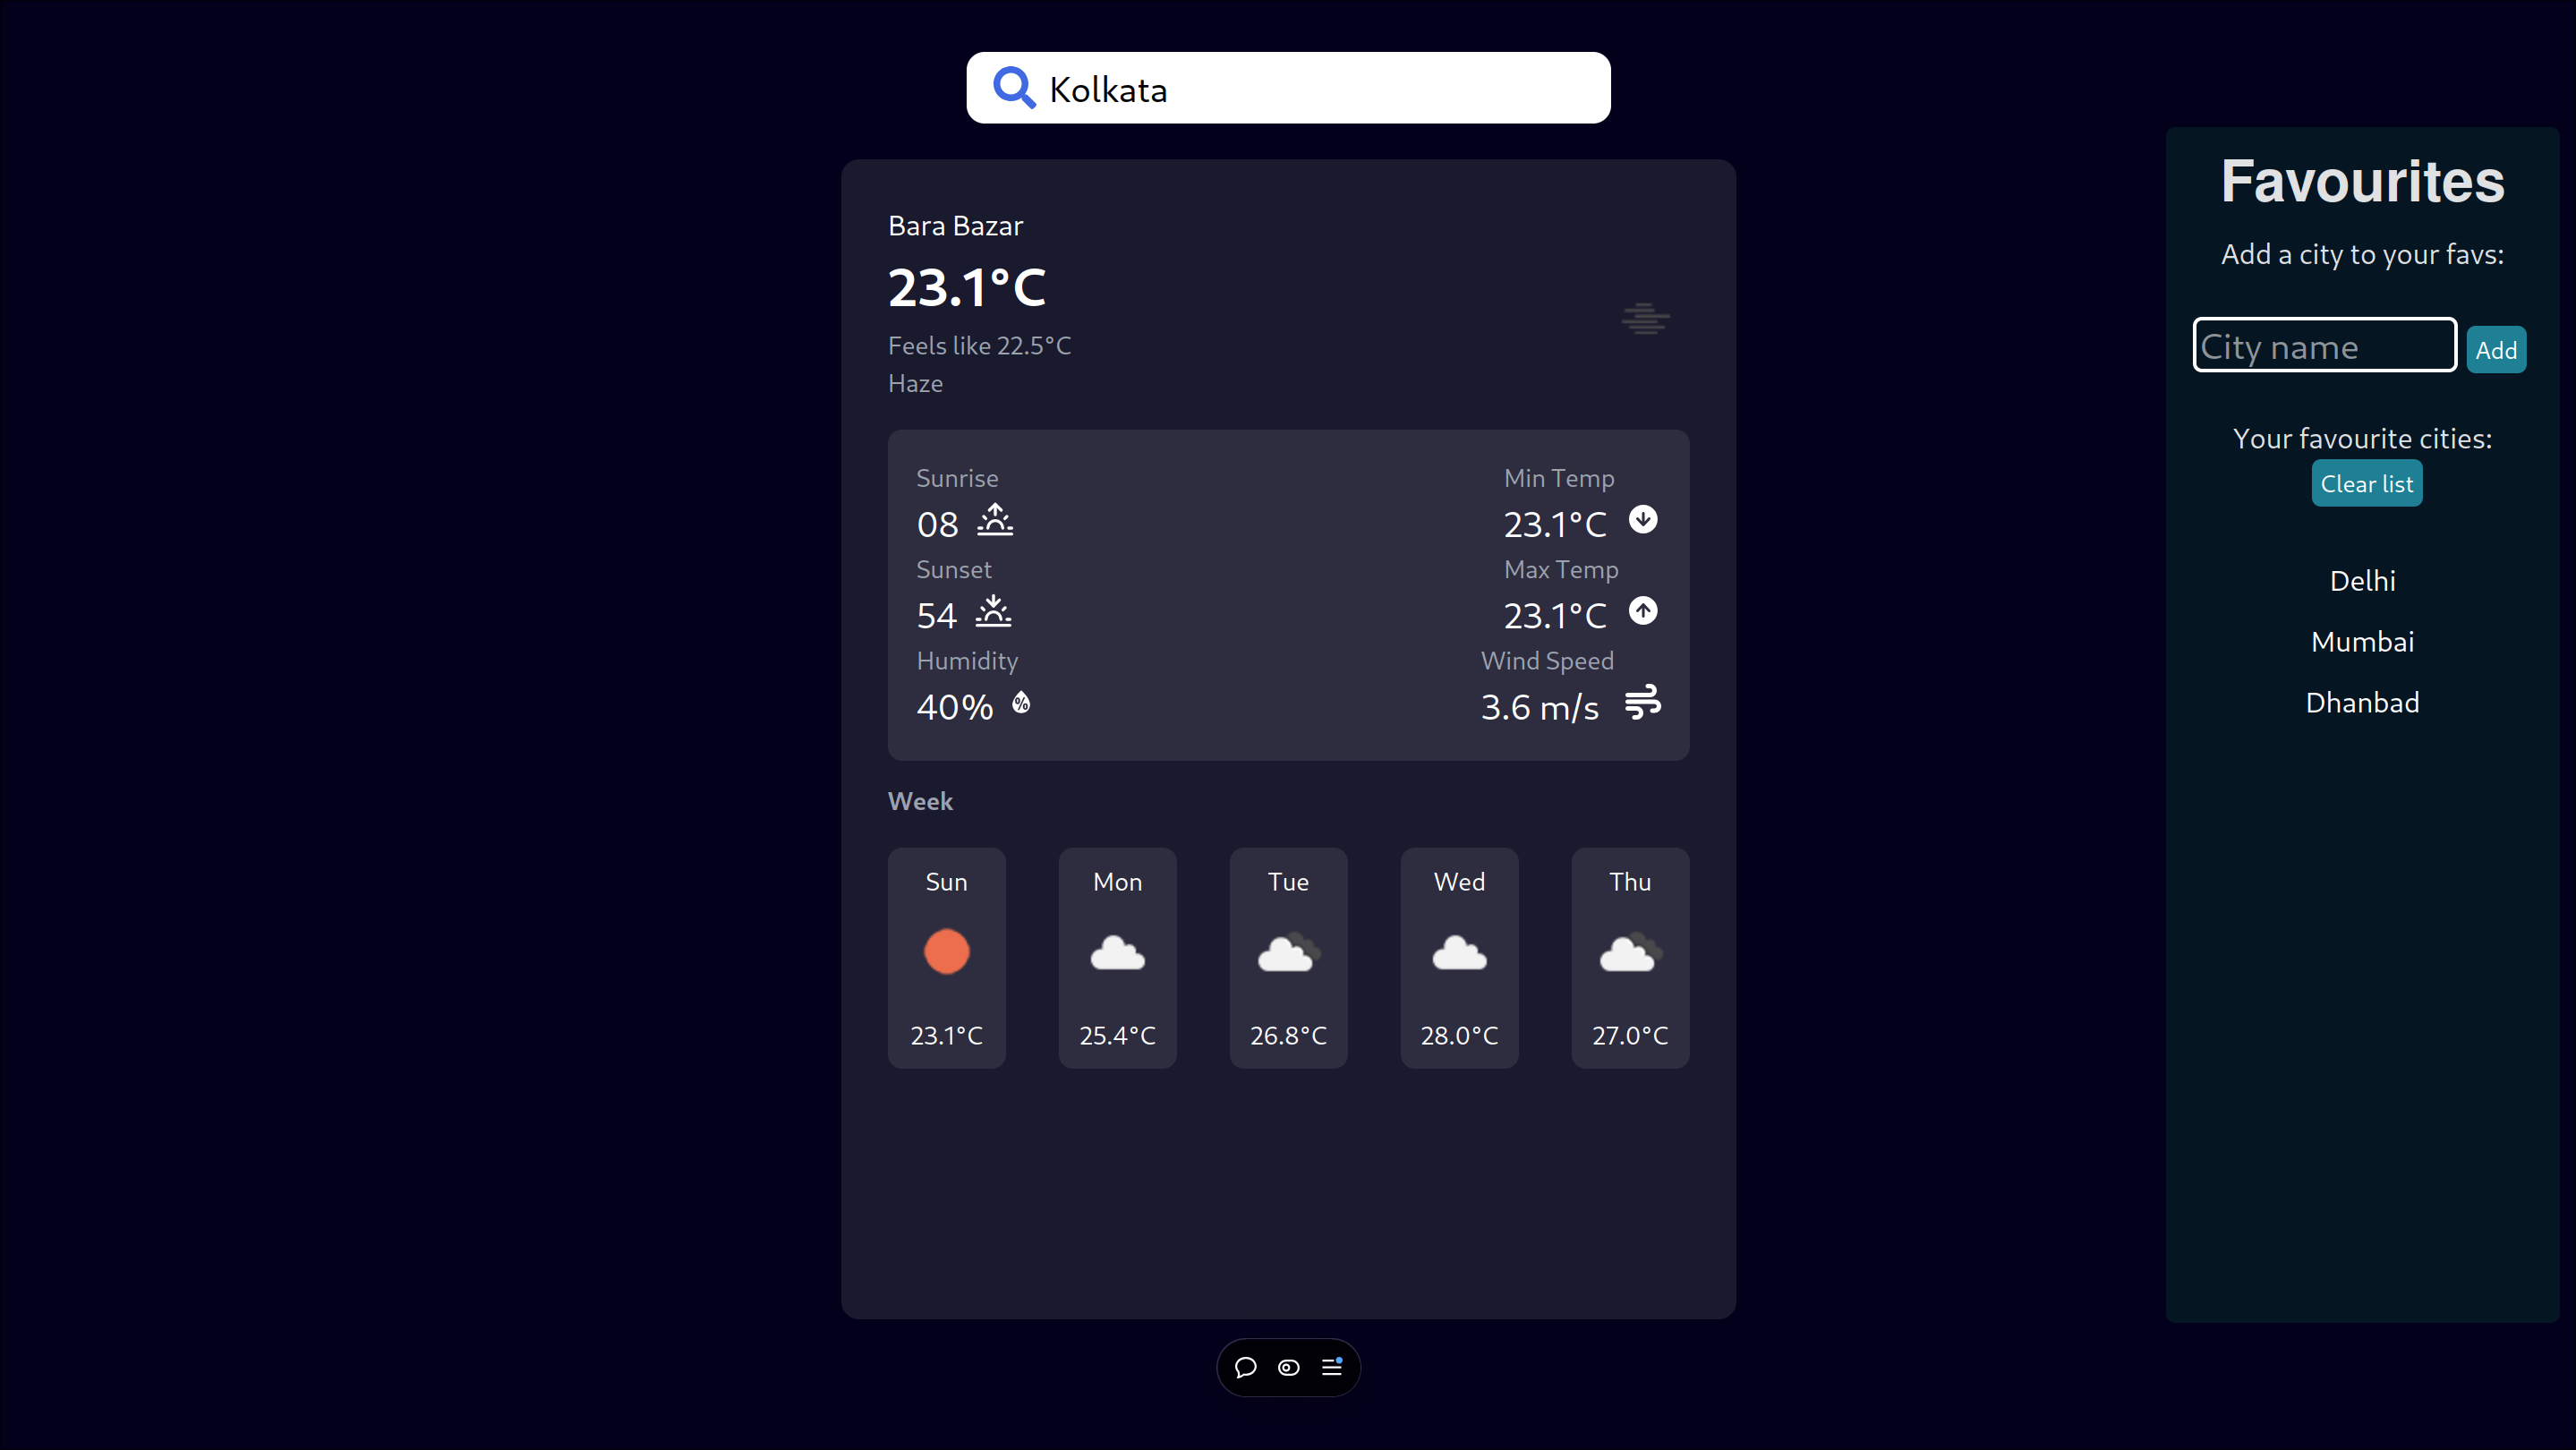 Kolkata
Bara Bazar
23.1°C
Feels like 22.5°C
Haze
Sunrise
08
Sunset
54
Humidity
40%
Min Temp
23.1°C
Max Temp
23.1°C
Wind Speed
3.6 m/s
Week
Sun Mon Tue Wed Thu
23.1°C 25.4°C 26.8°C 28.0°C 27.0°C
Favourites
Add a city to your favs:
City name Add
Your favourite cities:
Clear list
Delhi
Mumbai
Dhanbad